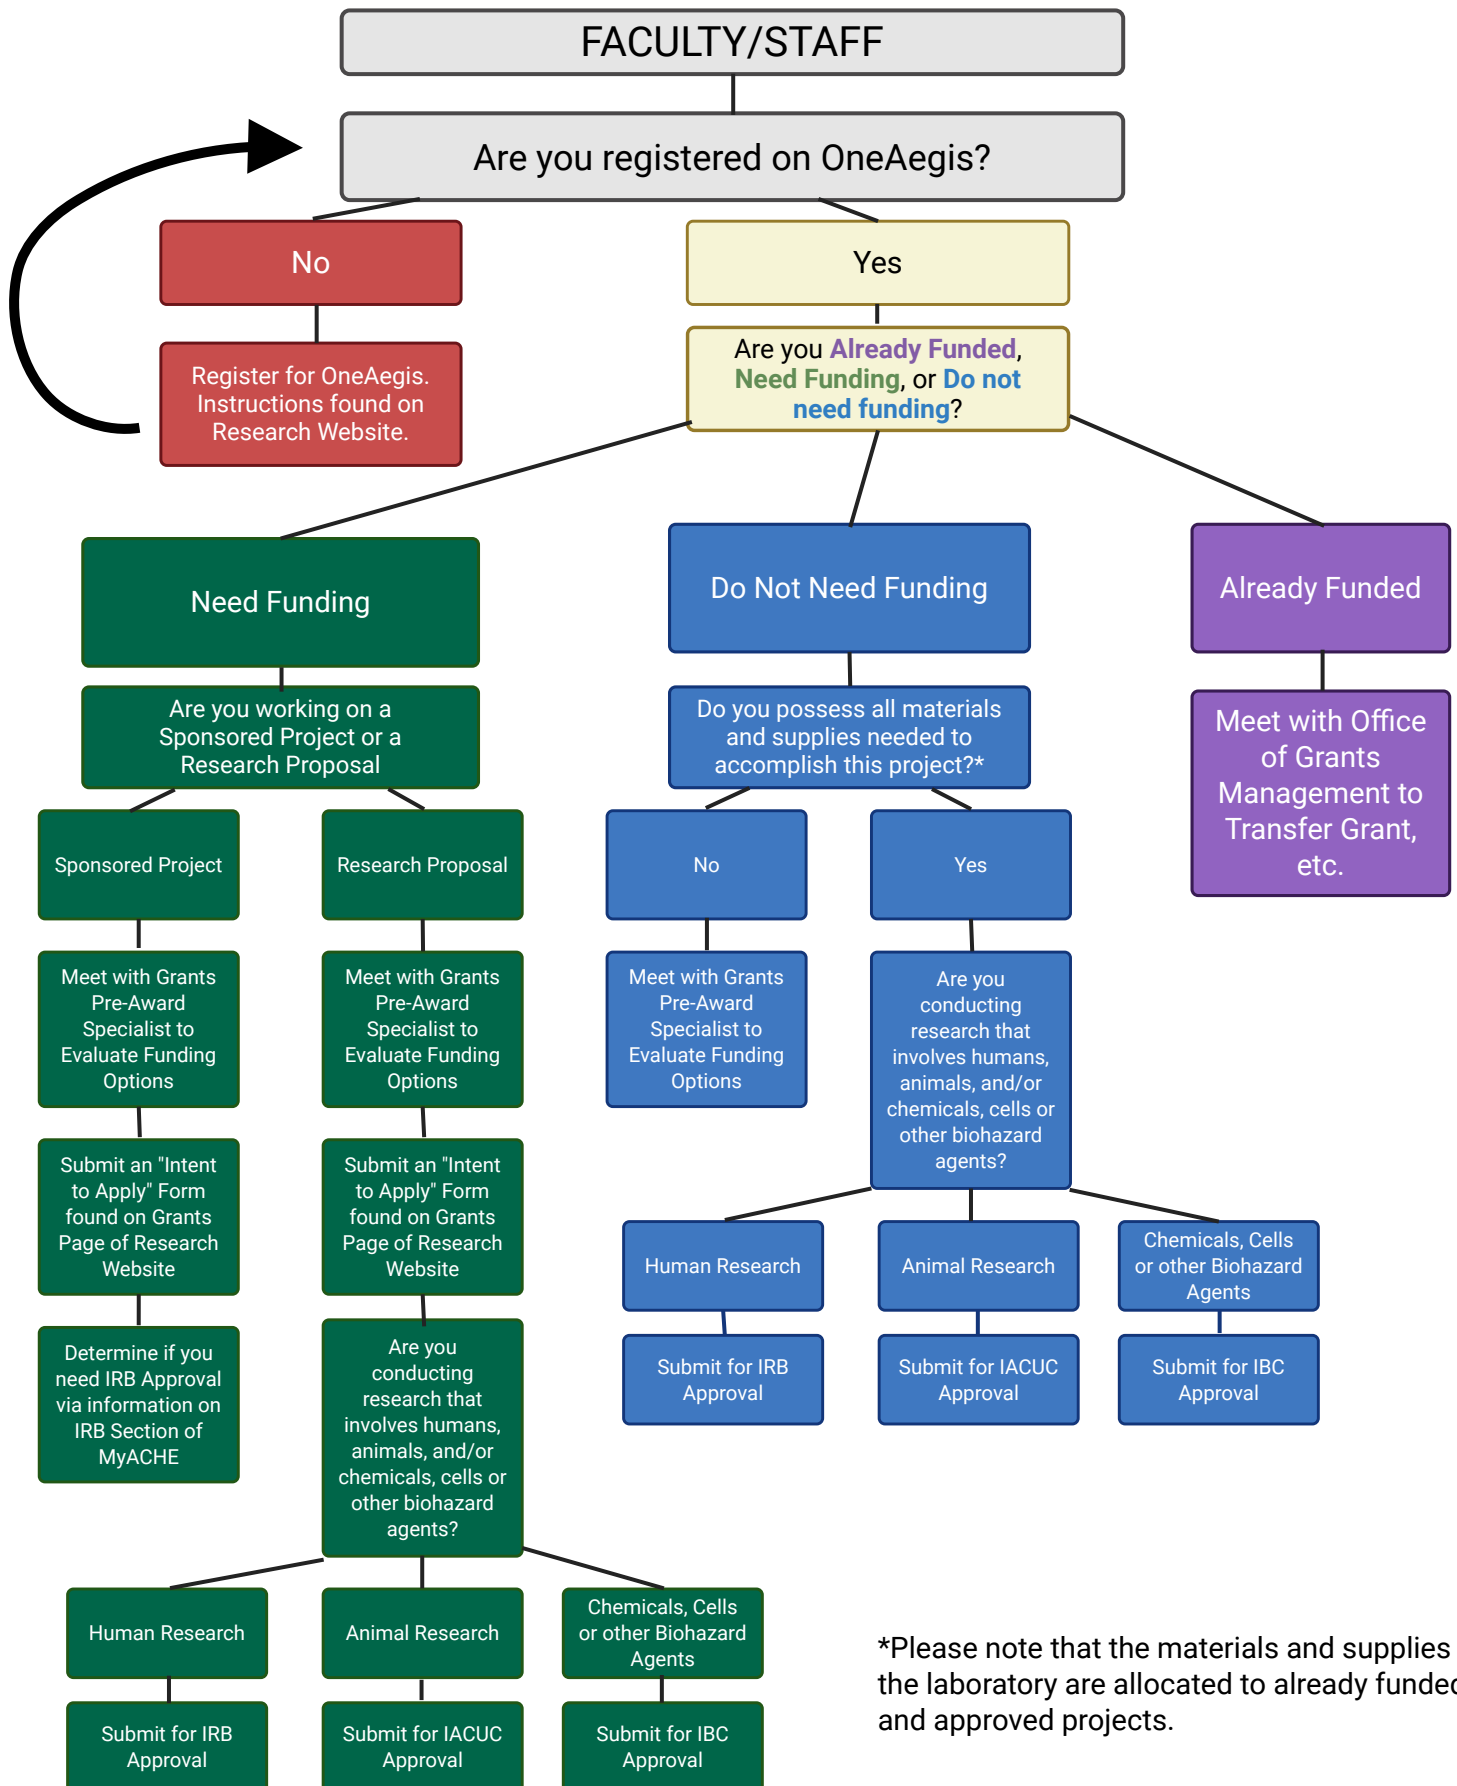 FACULTY/STAFF
Are you registered on OneAegis?
No
Yes
Register for OneAegis.
Instructions found on
Research Website.
Are you Already Funded,
Need Funding, or Do not
need funding?
Need Funding
Do Not Need Funding
Already Funded
Are you working on a
Sponsored Project or a
Research Proposal
Do you possess all materials
and supplies needed to
accomplish this project?*
Meet with Office
of Grants
Management to
Transfer Grant,
etc.
Sponsored Project
Research Proposal
No
Yes
Meet with Grants
Pre-Award
Specialist to
Evaluate Funding
Options
Meet with Grants
Pre-Award
Specialist to
Evaluate Funding
Options
Meet with Grants
Pre-Award
Specialist to
Evaluate Funding
Options
Are you
conducting
research that
involves humans,
animals, and/or
chemicals, cells or
other biohazard
agents?
Submit an "Intent
to Apply" Form
found on Grants
Page of Research
Website
Submit an "Intent
to Apply" Form
found on Grants
Page of Research
Website
Human Research
Animal Research
Chemicals, Cells
or other Biohazard
Agents
Determine if you
need IRB Approval
via information on
IRB Section of
MyACHE
Are you
conducting
research that
involves humans,
animals, and/or
chemicals, cells or
other biohazard
agents?
Submit for IRB
Approval
Submit for IACUC
Approval
Submit for IBC
Approval
Human Research
Animal Research
Chemicals, Cells
or other Biohazard
Agents
Submit for IRB
Approval
Submit for IACUC
Approval
Submit for IBC
Approval
*Please note that the materials and supplies
the laboratory are allocated to already funded
and approved projects.